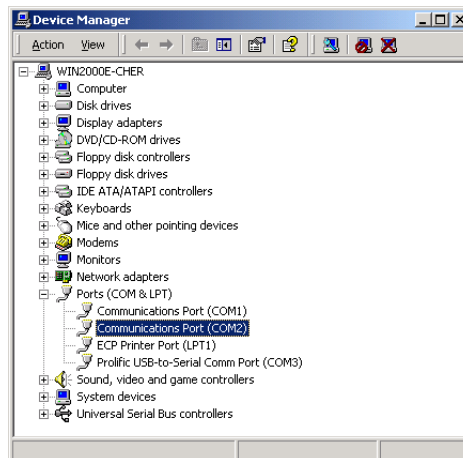 Device Manager
Action View
WIN2000E-CHER
Computer
Disk drives
Display adapters
DVD/CD-ROM drives
Floppy disk controllers
Floppy disk drives
IDE ATA/ATAPI controllers
Keyboards
Mice and other pointing devices
Modems
Monitors
Network adapters
Ports (COM & LPT)
Communications Port (COM1)
Communications Port (COM2)
ECP Printer Port (LPT1)
Prolific USB-to-Serial Comm Port (COM3)
Sound, video and game controllers
System devices
Universal Serial Bus controllers